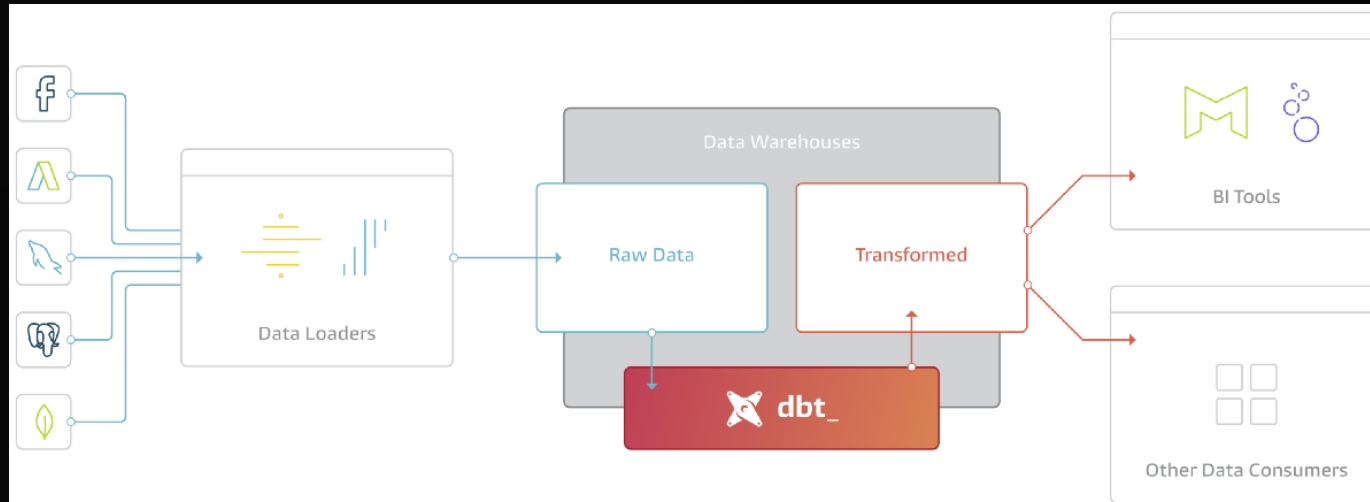 Data Loaders
Data Warehouses
Raw Data
Transformed
dbt_
BI Tools
Other Data Consumers